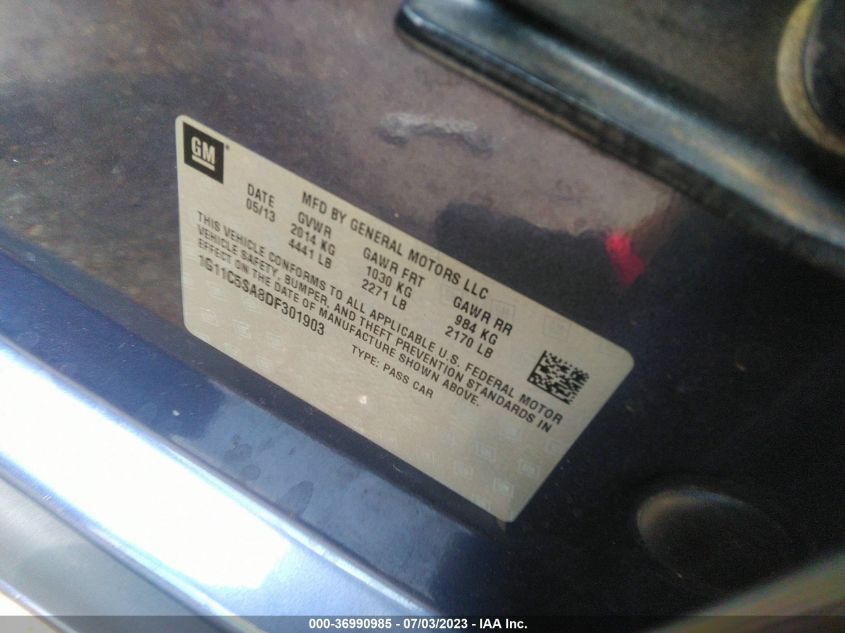 GM
MFD BY GENERAL MOTORS LLC
DATE GVWR GAWR FRT GAWR RR
05/13 2014 KG 1030 KG 984 KG
4441 LB 2271 LB 2170 LB
THIS VEHICLE CONFORMS TO ALL APPLICABLE U.S. FEDERAL MOTOR
VEHICLE SAFETY, BUMPER, AND THEFT PREVENTION STANDARDS IN
EFFECT ON THE DATE OF MANUFACTURE SHOWN ABOVE.
1G11C5SA8DF301903 TYPE: PASS CAR
000-36990985 - 07/03/2023 - © IAA Inc.